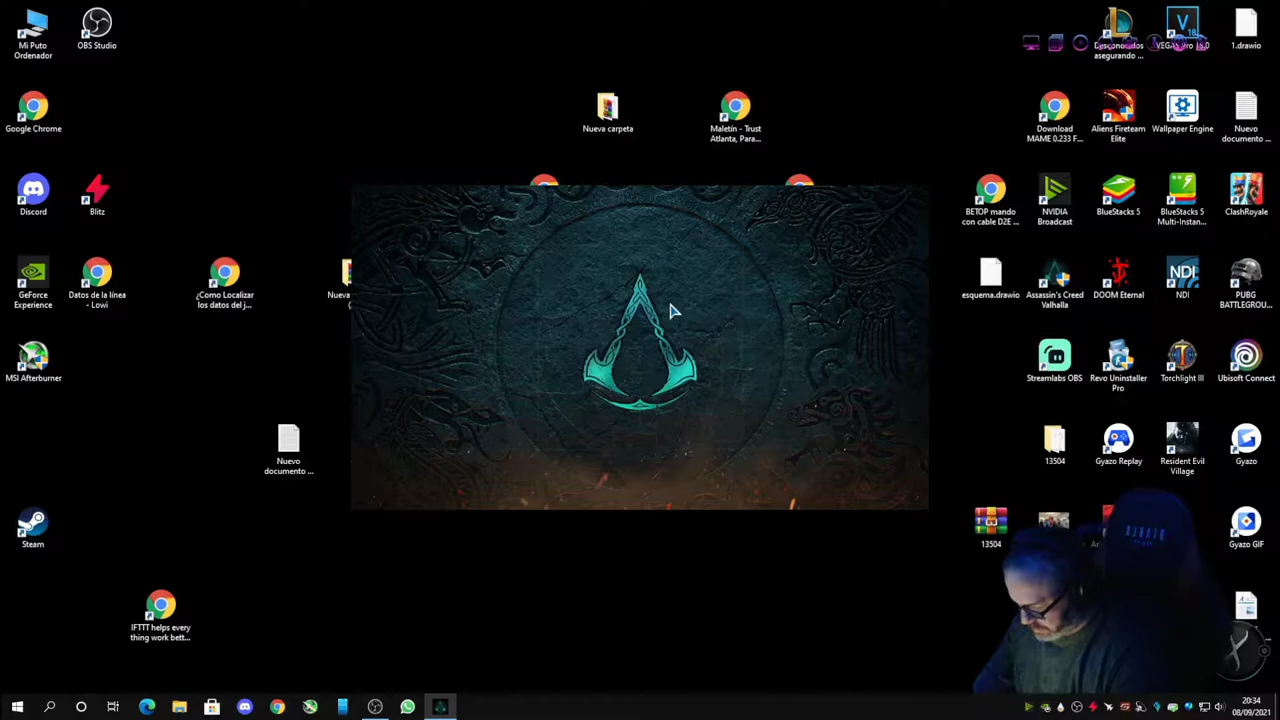 Mi Puto
Ordenador
OBS Studio
Desconocidos
asegurando ...
1.drawio
Google Chrome
Nueva carpeta
Maletín - Trust
Atlanta, Para...
Download
MAME 0.233 F...
Aliens Fireteam
Elite
Wallpaper Engine
Nuevo
documento ...
Discord
Blitz
BETOP mando
con cable D2E ...
NVIDIA
Broadcast
BlueStacks 5
BlueStacks 5
Multi-Instan...
ClashRoyale
GeForce
Experience
Datos de la línea
- Lowi
¿Como Localizar
los datos del j...
Nueva
esquema.drawio
Assassin's Creed
Valhalla
DOOM Eternal
NDI
PUBG
BATTLEGROU...
MSI Afterburner
Streamlabs OBS
Revo Uninstaller
Pro
Torchlight III
Ubisoft Connect
Nuevo
documento ...
13504
Gyazo Replay
Resident Evil
Village
Gyazo
Steam
13504
Gyazo GIF
IFTTT helps every
thing work bett...
20:34
08/09/2021